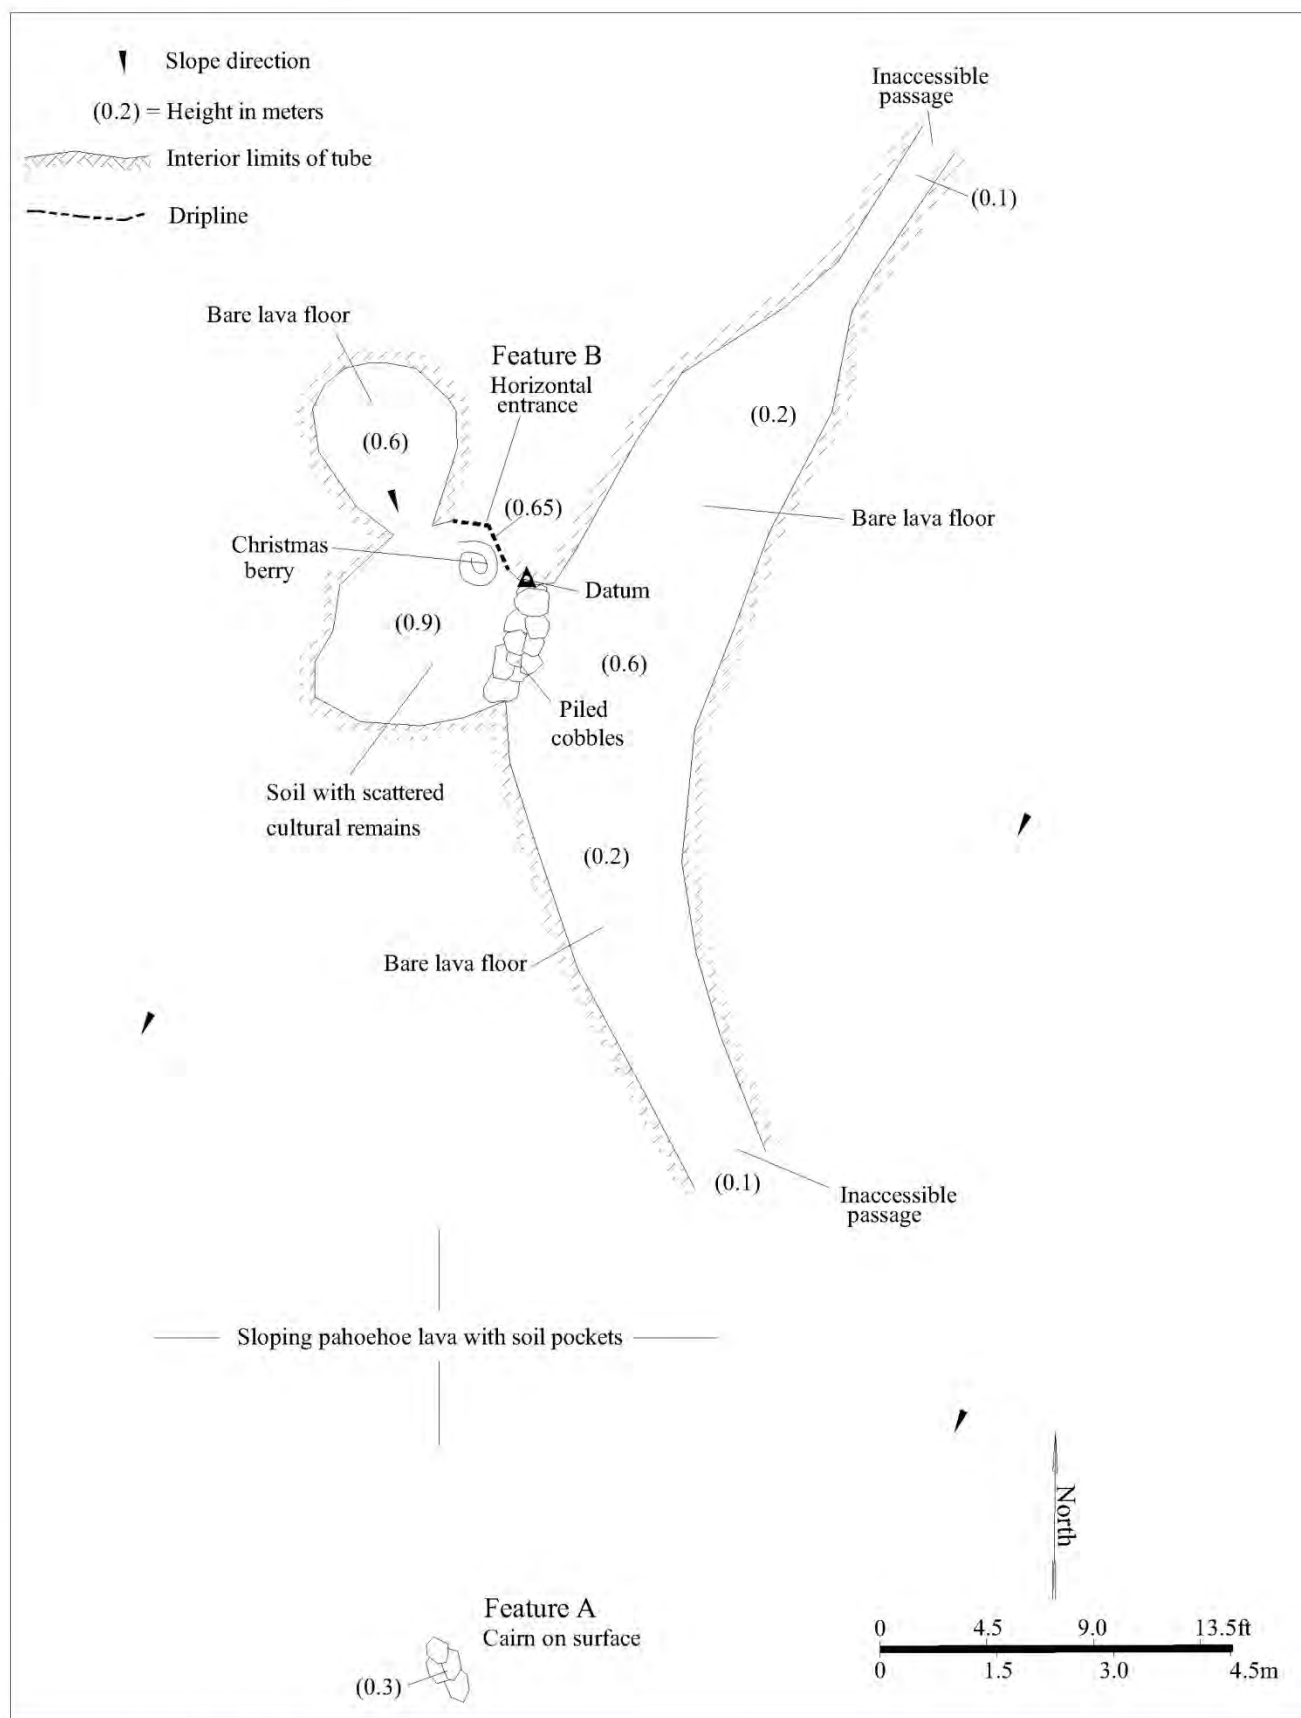 Slope direction
(0.2) = Height in meters
Interior limits of tube
Dripline
Inaccessible
passage
(0.1)
Bare lava floor
Feature B
Horizontal
entrance
(0.2)
(0.6)
(0.65)
Bare lava floor
Christmas
berry
Datum
(0.9)
(0.6)
Piled
cobbles
Soil with scattered
cultural remains
(0.2)
Bare lava floor
(0.1)
Inaccessible
passage
Sloping pahoehoe lava with soil pockets
North
Feature A
Cairn on surface
(0.3)
0 4.5 9.0 13.5ft
0 1.5 3.0 4.5m